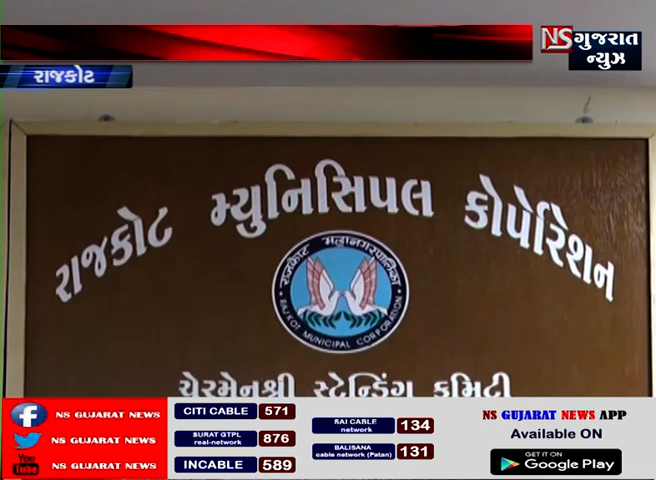 NS ગુજરાત
ન્યુઝ
રાજકોટ
રાજકોટ મ્યુનિસિપલ કોપોરેશન
રાજકોટ મહાનગરપાલિકા
RAJKOT MUNICIPAL CORPORATION
ચેરમેનશ્રી સ્ટેન્ડિંગ કમિટી
NS GUJARAT NEWS
NS GUJARAT NEWS
You Tube NS GUJARAT NEWS
CITI CABLE 571
SURAT GTPL
real-network 876
INCABLE 589
SAI CABLE
network 134
BALISANA
cable network (Patan) 131
NS GUJARAT NEWS APP
Available ON
GET IT ON
Google Play